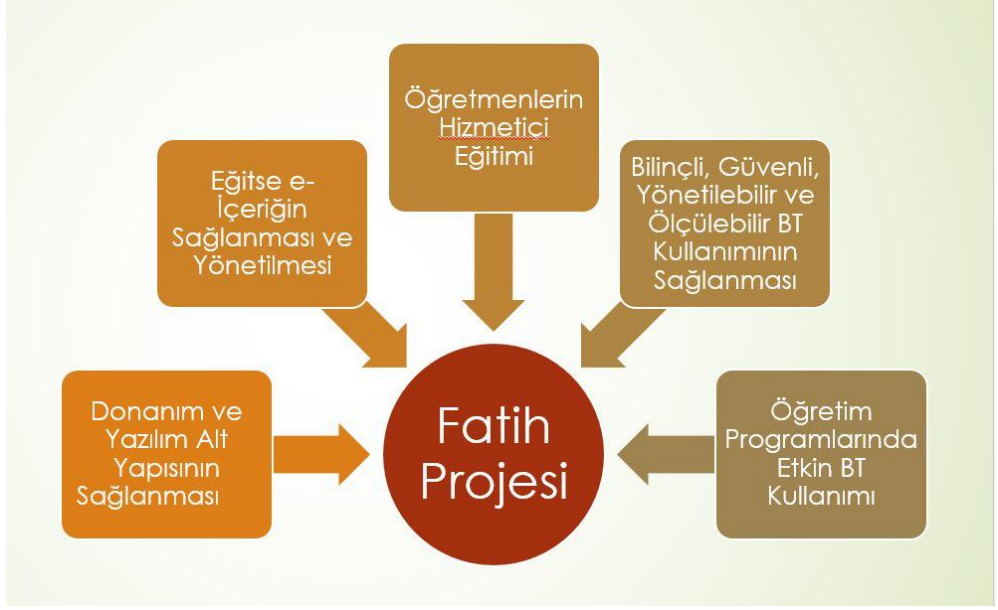 Öğretmenlerin
Hizmetiçi
Eğitimi
Eğitse e-
İçeriğin
Sağlanması ve
Yönetilmesi
Bilinçli, Güvenli,
Yönetilebilir ve
Ölçülebilir BT
Kullanımının
Sağlanması
Donanım ve
Yazılım Alt
Yapısının
Sağlanması
Fatih
Projesi
Öğretim
Programlarında
Etkin BT
Kullanımı